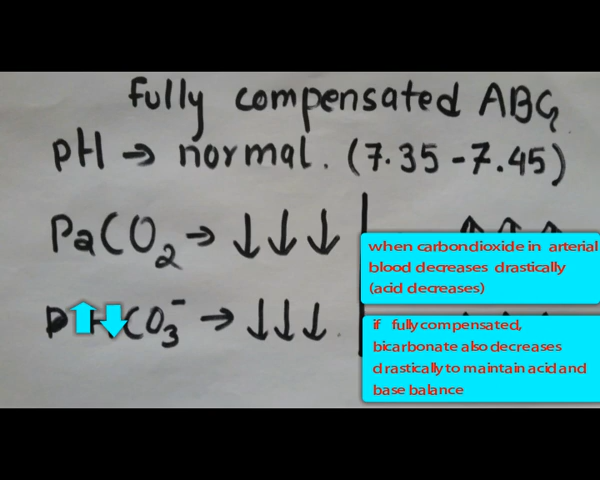 Fully compensated ABG
pH → normal. (7.35 - 7.45)
PaCO₂ → ↓↓↓ | ↑↑↑
when carbondioxide in arterial
blood decreases drastically
(acid decreases)
CO₃⁻ → ↓↓↓.
if fully compensated,
bicarbonate also decreases
drastically to maintain acid and
base balance